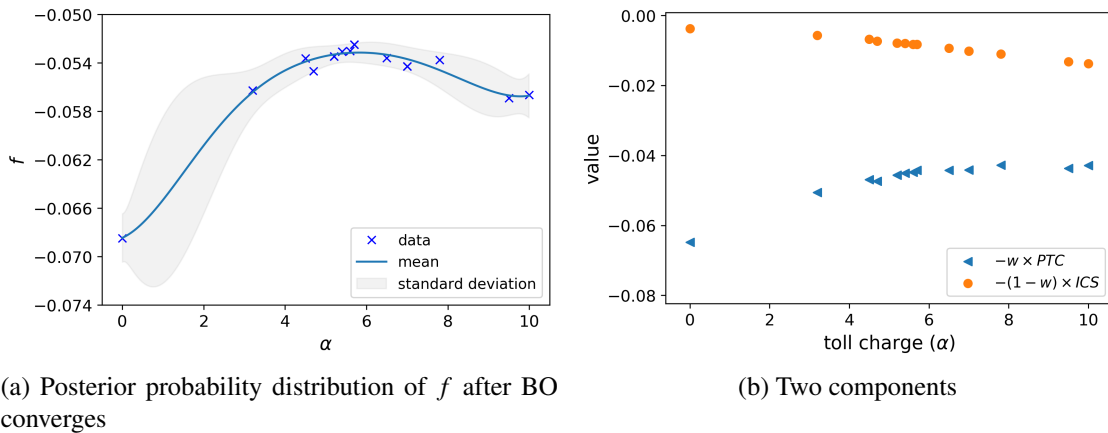 −0.050
−0.054
−0.058
−0.062
−0.066
−0.070
−0.074
f
0 2 4 6 8 10
α
data
mean
standard deviation
(a) Posterior probability distribution of f after BO
converges
0.00
−0.02
−0.04
−0.06
−0.08
value
0 2 4 6 8 10
toll charge (α)
−w × PTC
−(1 − w) × ICS
(b) Two components